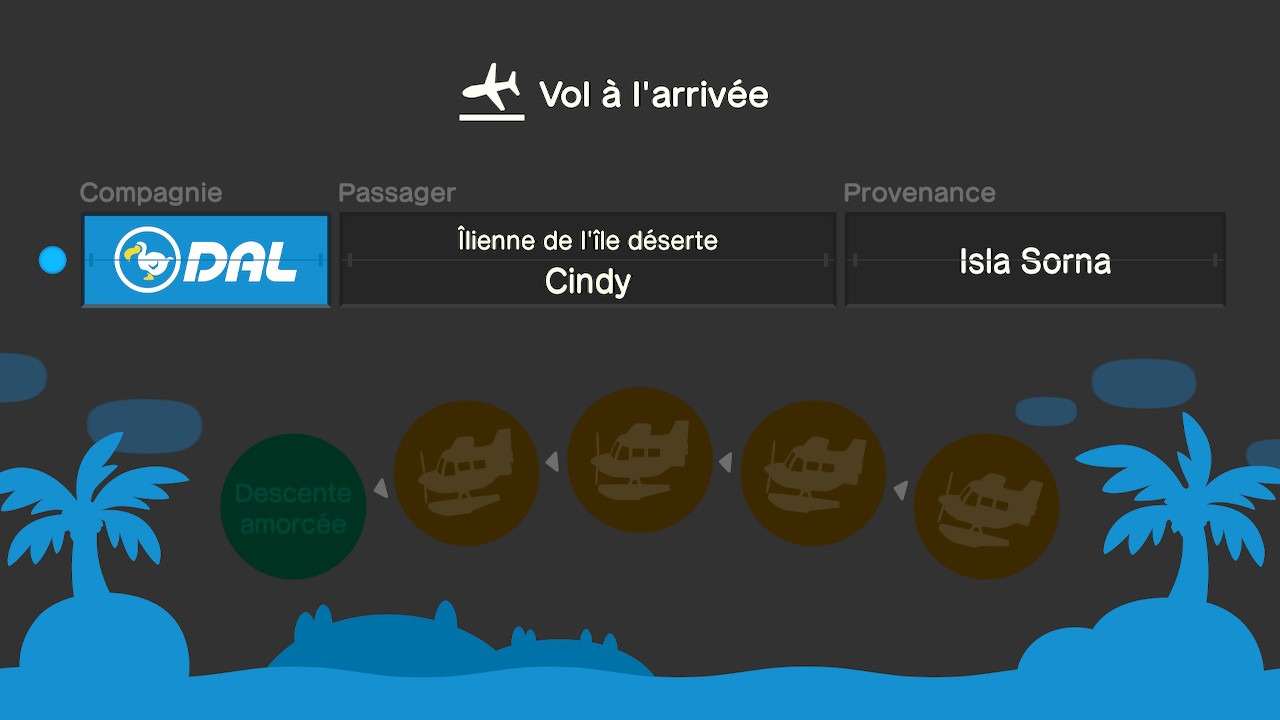 Vol à l'arrivée
Compagnie
Passager
Provenance
DAL
Îlienne de l'île déserte
Cindy
Isla Sorna
Descente
amorcée